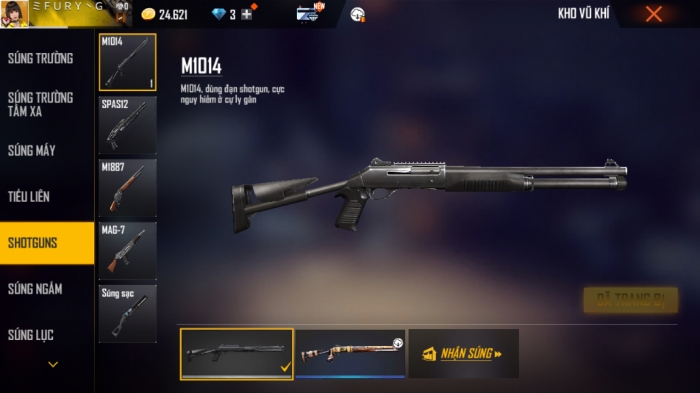 FURY
24.621
3
NEW
KHO VŨ KHÍ
SÚNG TRƯỜNG
SÚNG TRƯỜNG
TẦM XA
SÚNG MÁY
TIỂU LIÊN
SHOTGUNS
SÚNG NGẮM
SÚNG LỤC
M1014
1
SPAS12
M1887
MAG-7
Súng sạc
M1014
M1014, dùng đạn shotgun, cực
nguy hiểm ở cự ly gần
ĐÃ TRANG BỊ
NHẬN SÚNG